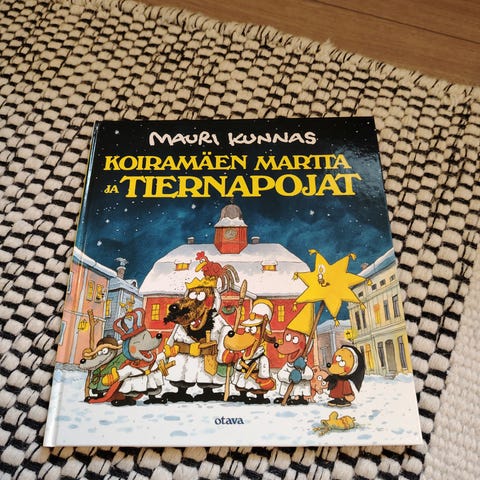 MAURI KUNNAS
KOIRAMÄEN MARTTA
JA TIERNAPOJAT
otava